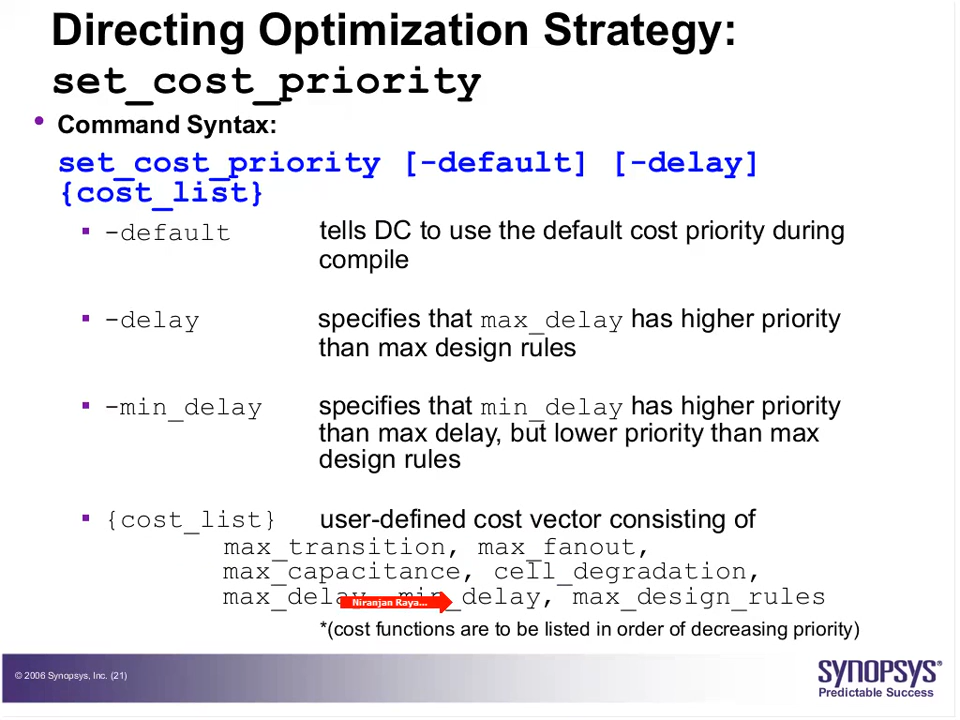 Directing Optimization Strategy:
set_cost_priority
• Command Syntax:
set_cost_priority [-default] [-delay]
{cost_list}
▪ -default tells DC to use the default cost priority during
compile
▪ -delay specifies that max_delay has higher priority
than max design rules
▪ -min_delay specifies that min_delay has higher priority
than max delay, but lower priority than max
design rules
▪ {cost_list} user-defined cost vector consisting of
max_transition, max_fanout,
max_capacitance, cell_degradation,
max_delay, min_delay, max_design_rules
Niranjan Raya...
*(cost functions are to be listed in order of decreasing priority)
© 2006 Synopsys, Inc. (21)
SYNOPSYS®
Predictable Success